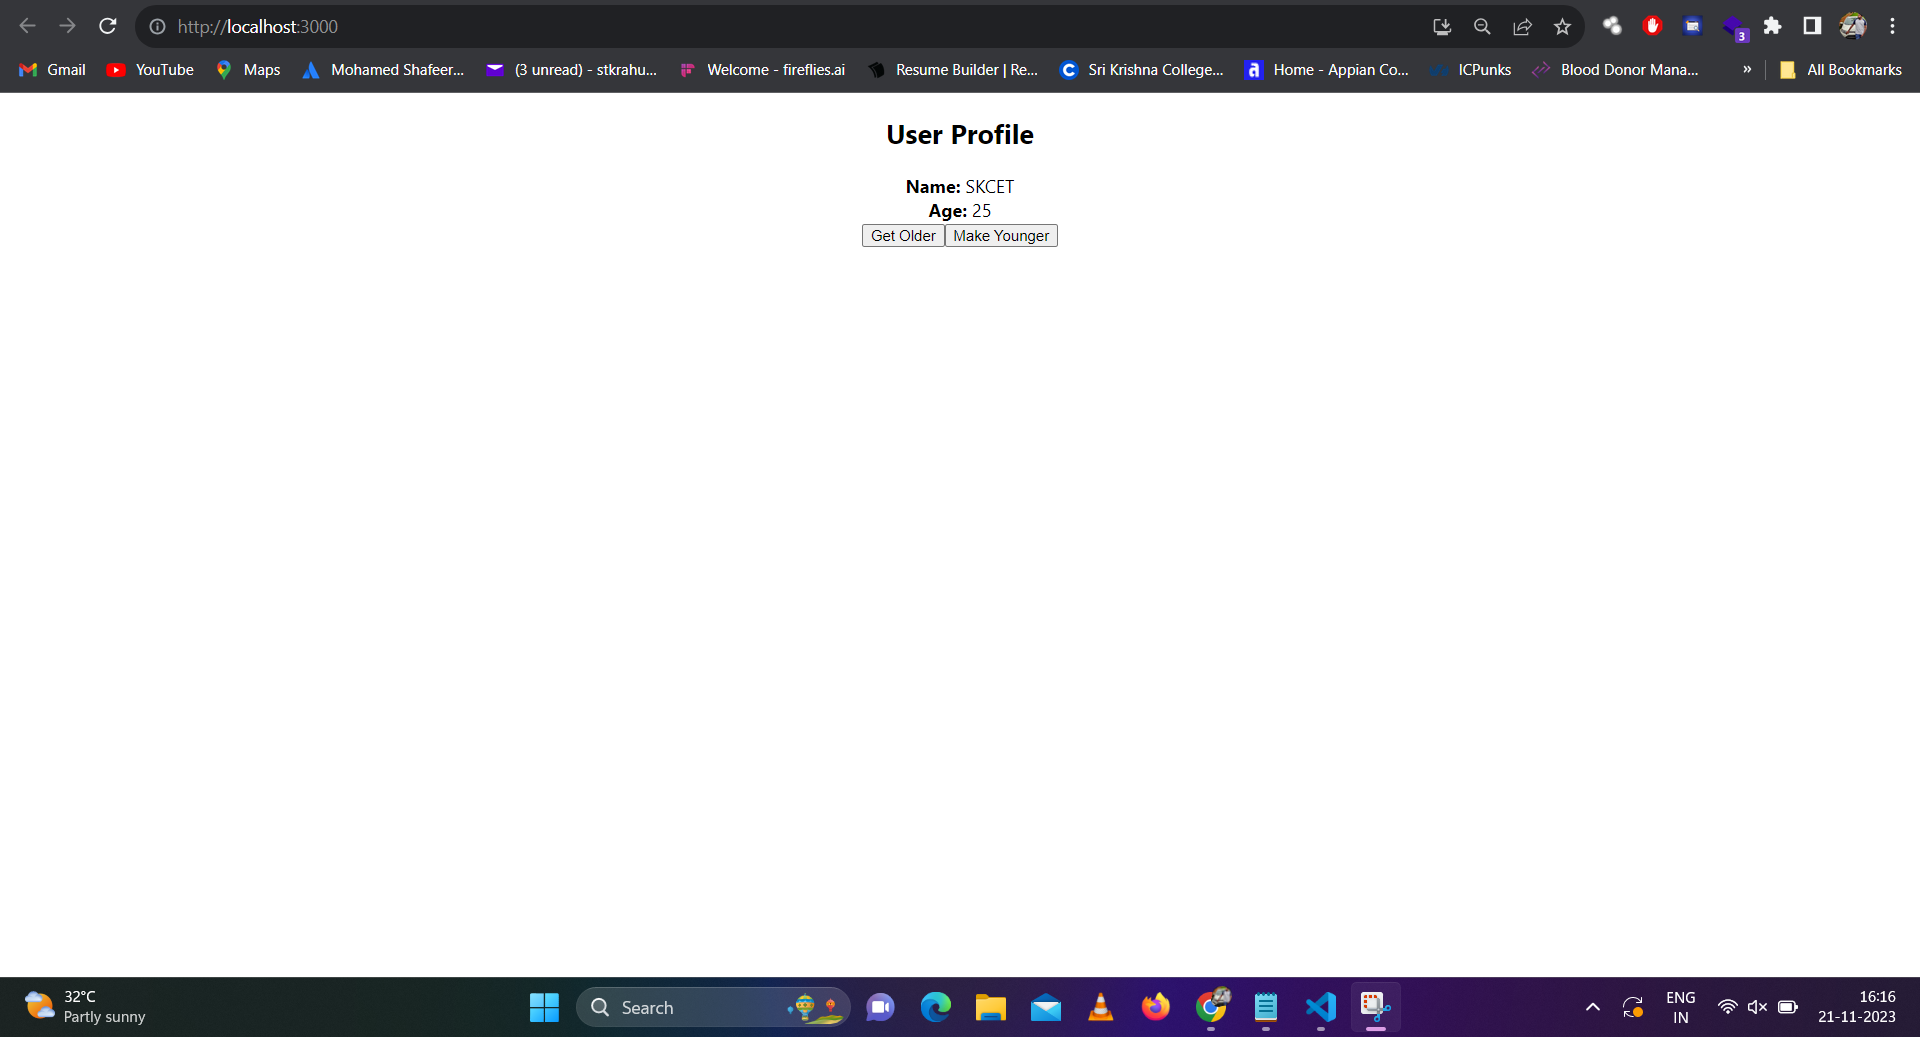 http://localhost:3000
3
Gmail
YouTube
Maps
Mohamed Shafeer...
(3 unread) - stkrahu...
Welcome - fireflies.ai
Resume Builder | Re...
Sri Krishna College...
Home - Appian Co...
ICPunks
Blood Donor Mana...
»
All Bookmarks
User Profile
Name: SKCET
Age: 25
Get Older
Make Younger
32°C
Partly sunny
Search
ENG
IN
16:16
21-11-2023